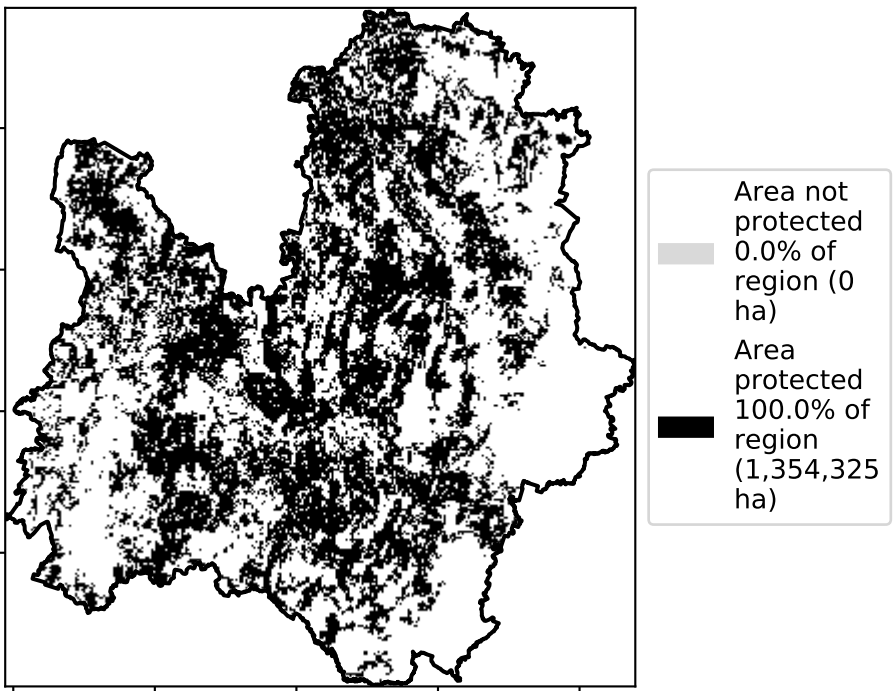 Area not
protected
0.0% of
region (0
ha)
Area
protected
100.0% of
region
(1,354,325
ha)